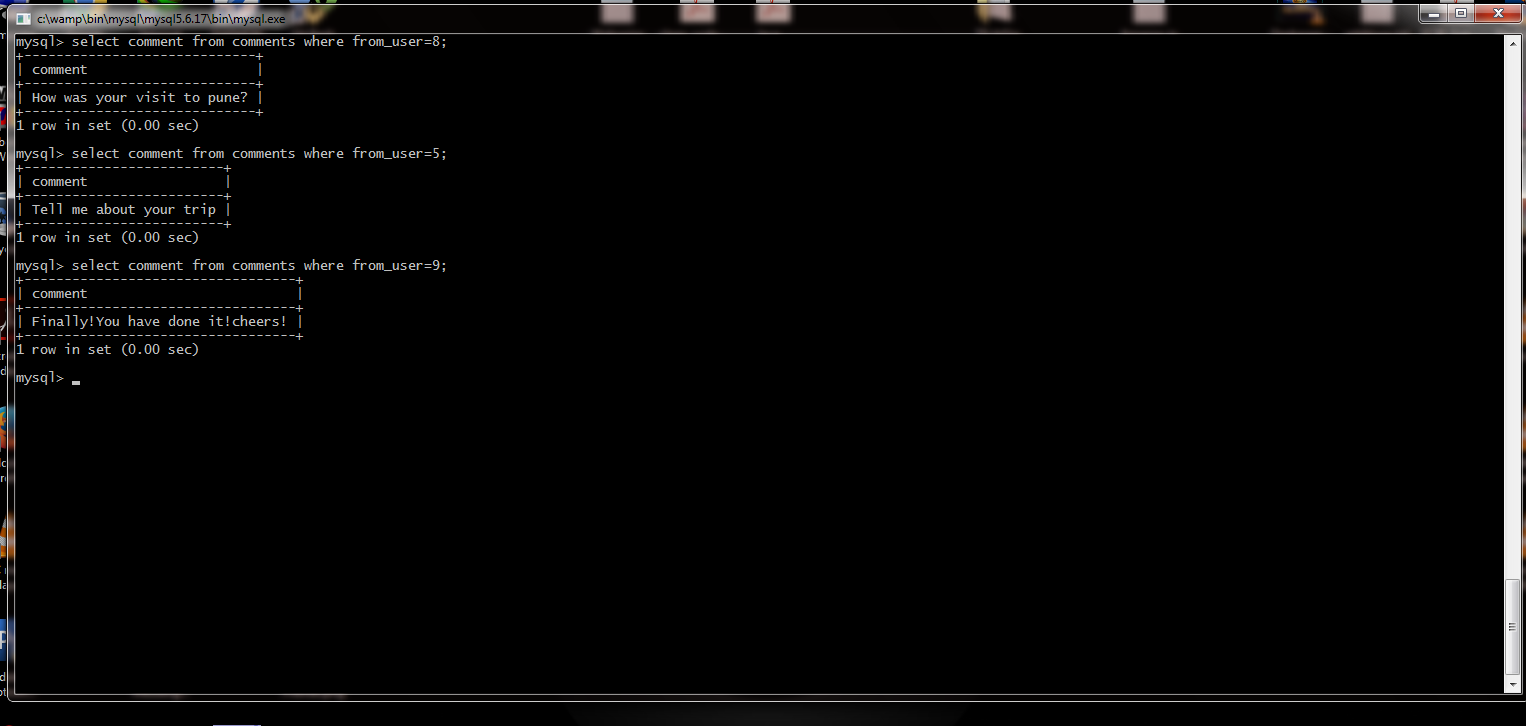 c:\wamp\bin\mysql\mysql5.6.17\bin\mysql.exe
mysql> select comment from comments where from_user=8;
+-----------------------------+
| comment                     |
+-----------------------------+
| How was your visit to pune? |
+-----------------------------+
1 row in set (0.00 sec)
mysql> select comment from comments where from_user=5;
+-------------------------+
| comment                 |
+-------------------------+
| Tell me about your trip |
+-------------------------+
1 row in set (0.00 sec)
mysql> select comment from comments where from_user=9;
+----------------------------------+
| comment                          |
+----------------------------------+
| Finally!You have done it!cheers! |
+----------------------------------+
1 row in set (0.00 sec)
mysql>